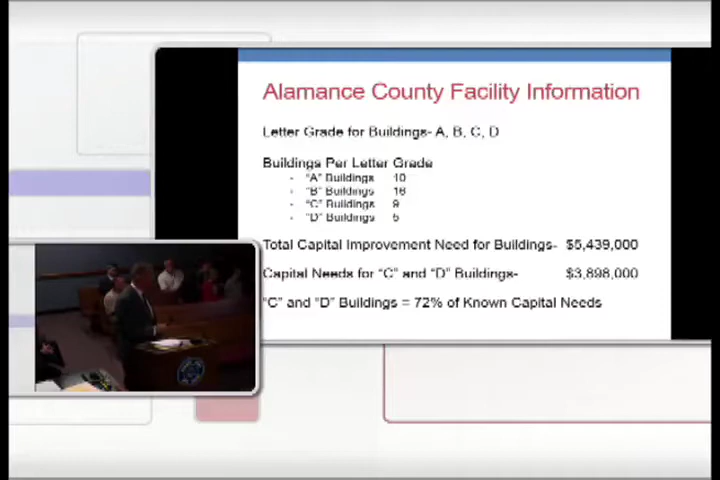 Alamance County Facility Information
Letter Grade for Buildings- A, B, C, D
Buildings Per Letter Grade
- "A" Buildings 10
- "B" Buildings 16
- "C" Buildings 9
- "D" Buildings 5
Total Capital Improvement Need for Buildings- $5,439,000
Capital Needs for "C" and "D" Buildings- $3,898,000
"C" and "D" Buildings = 72% of Known Capital Needs